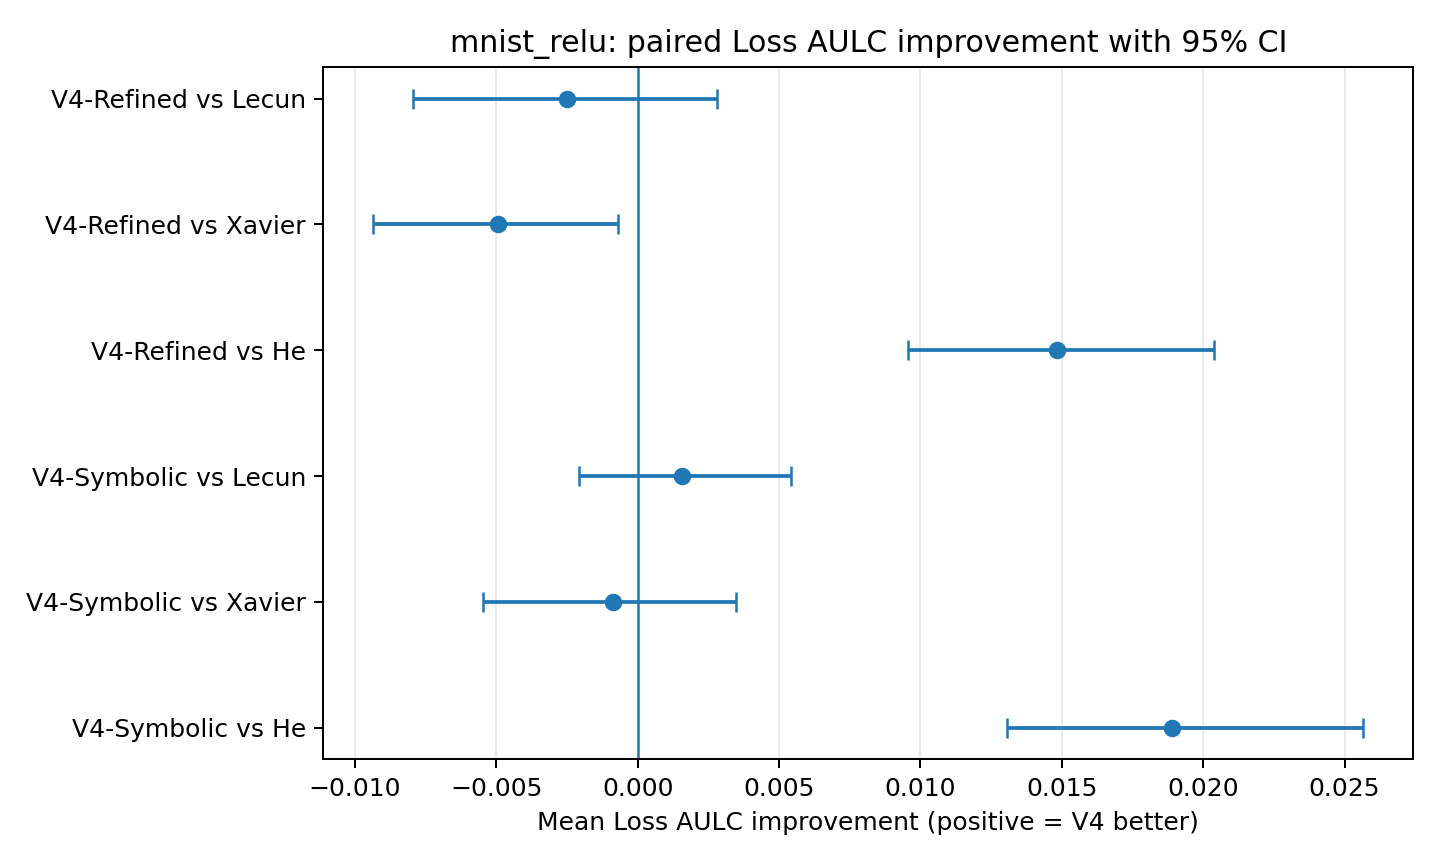 mnist_relu: paired Loss AULC improvement with 95% CI
V4-Refined vs Lecun
V4-Refined vs Xavier
V4-Refined vs He
V4-Symbolic vs Lecun
V4-Symbolic vs Xavier
V4-Symbolic vs He
−0.010 −0.005 0.000 0.005 0.010 0.015 0.020 0.025
Mean Loss AULC improvement (positive = V4 better)